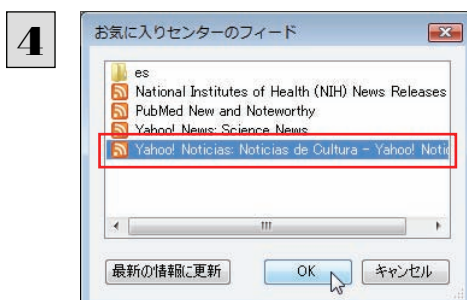 4
お気に入りセンターのフィード
es
National Institutes of Health (NIH) News Releases
PubMed New and Noteworthy
Yahoo! News: Science News
Yahoo! Noticias: Noticias de Cultura - Yahoo! Notic
最新の情報に更新
OK
キャンセル